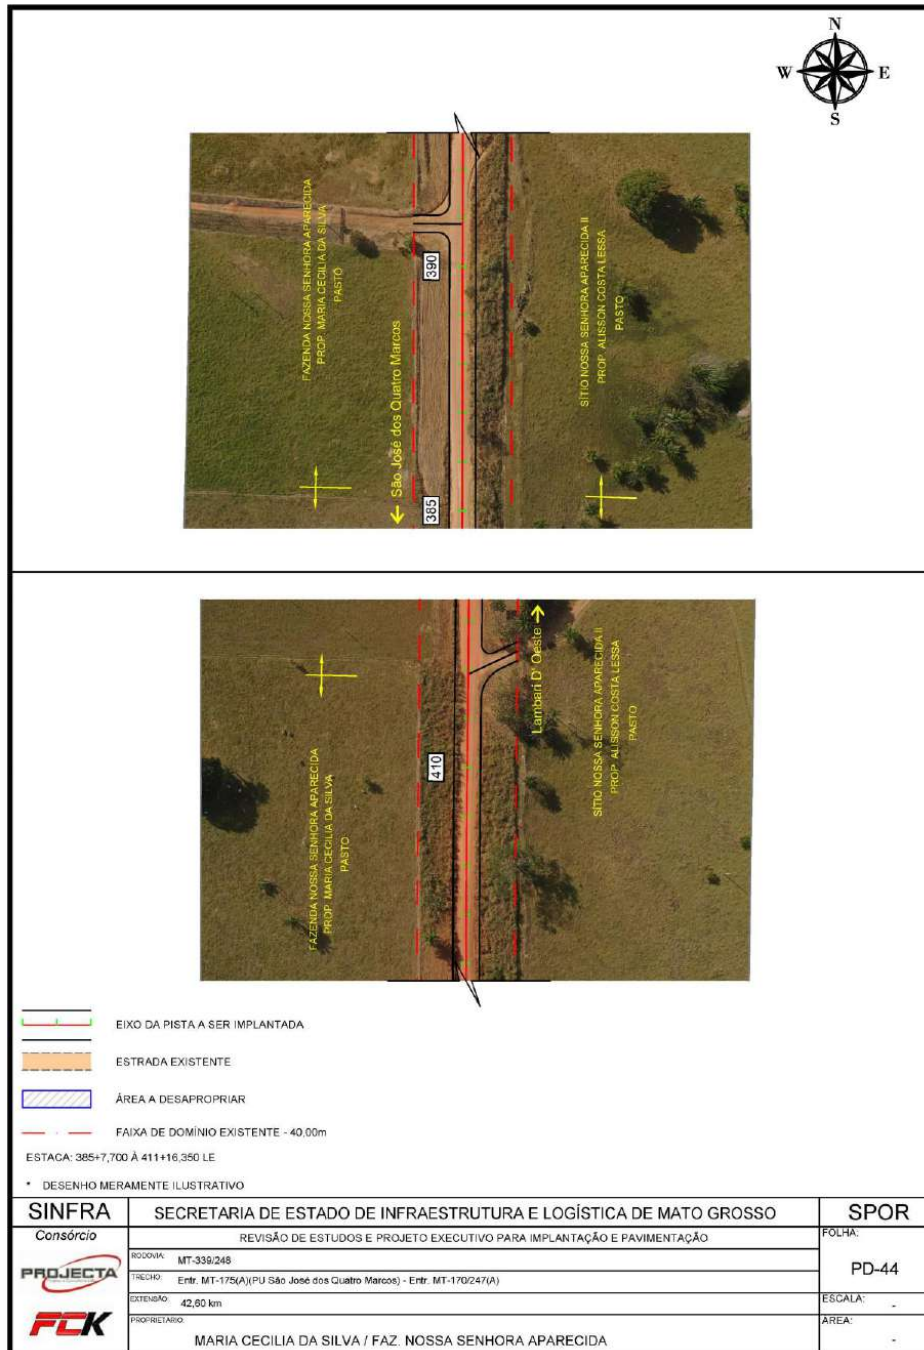 N
W E
S
FAZENDA NOSSA SENHORA APARECIDA
PROP. MARIA CECILIA DA SILVA
PASTO
390
← São José dos Quatro Marcos
385
SÍTIO NOSSA SENHORA APARECIDA II
PROP. ALISSON COSTA LESSA
PASTO
FAZENDA NOSSA SENHORA APARECIDA
PROP. MARIA CECILIA DA SILVA
PASTO
410
Lambari D' Oeste →
SÍTIO NOSSA SENHORA APARECIDA II
PROP. ALISSON COSTA LESSA
PASTO
EIXO DA PISTA A SER IMPLANTADA
ESTRADA EXISTENTE
ÁREA A DESAPROPRIAR
FAIXA DE DOMÍNIO EXISTENTE - 40,00m
ESTACA: 385+7,700 À 411+16,350 LE
* DESENHO MERAMENTE ILUSTRATIVO
SINFRA
SECRETARIA DE ESTADO DE INFRAESTRUTURA E LOGÍSTICA DE MATO GROSSO
SPOR
Consórcio
PROJECTA
FCK
REVISÃO DE ESTUDOS E PROJETO EXECUTIVO PARA IMPLANTAÇÃO E PAVIMENTAÇÃO
RODOVIA: MT-339/248
TRECHO: Entr. MT-175(A)(PU São José dos Quatro Marcos) - Entr. MT-170/247(A)
EXTENSÃO: 42,60 km
PROPRIETÁRIO:
MARIA CECILIA DA SILVA / FAZ. NOSSA SENHORA APARECIDA
FOLHA:
PD-44
ESCALA:
-
ÁREA:
-